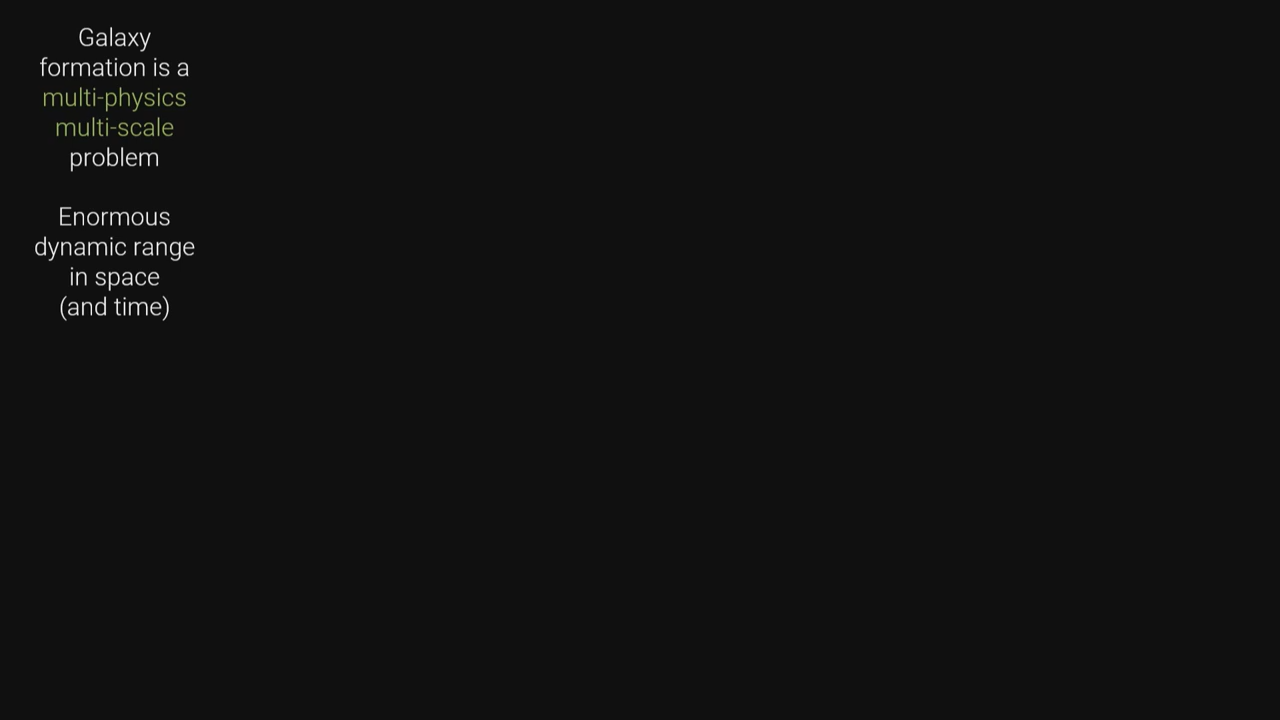 Galaxy
formation is a
multi-physics
multi-scale
problem
Enormous
dynamic range
in space
(and time)